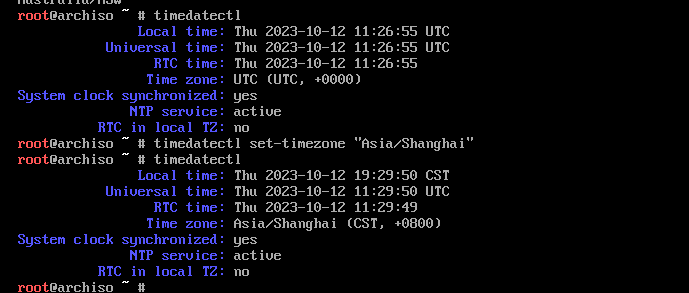 Australia/NSW
root@archiso ~ # timedatectl
Local time: Thu 2023-10-12 11:26:55 UTC
Universal time: Thu 2023-10-12 11:26:55 UTC
RTC time: Thu 2023-10-12 11:26:55
Time zone: UTC (UTC, +0000)
System clock synchronized: yes
NTP service: active
RTC in local TZ: no
root@archiso ~ # timedatectl set-timezone "Asia/Shanghai"
root@archiso ~ # timedatectl
Local time: Thu 2023-10-12 19:29:50 CST
Universal time: Thu 2023-10-12 11:29:50 UTC
RTC time: Thu 2023-10-12 11:29:49
Time zone: Asia/Shanghai (CST, +0800)
System clock synchronized: yes
NTP service: active
RTC in local TZ: no
root@archiso ~ #